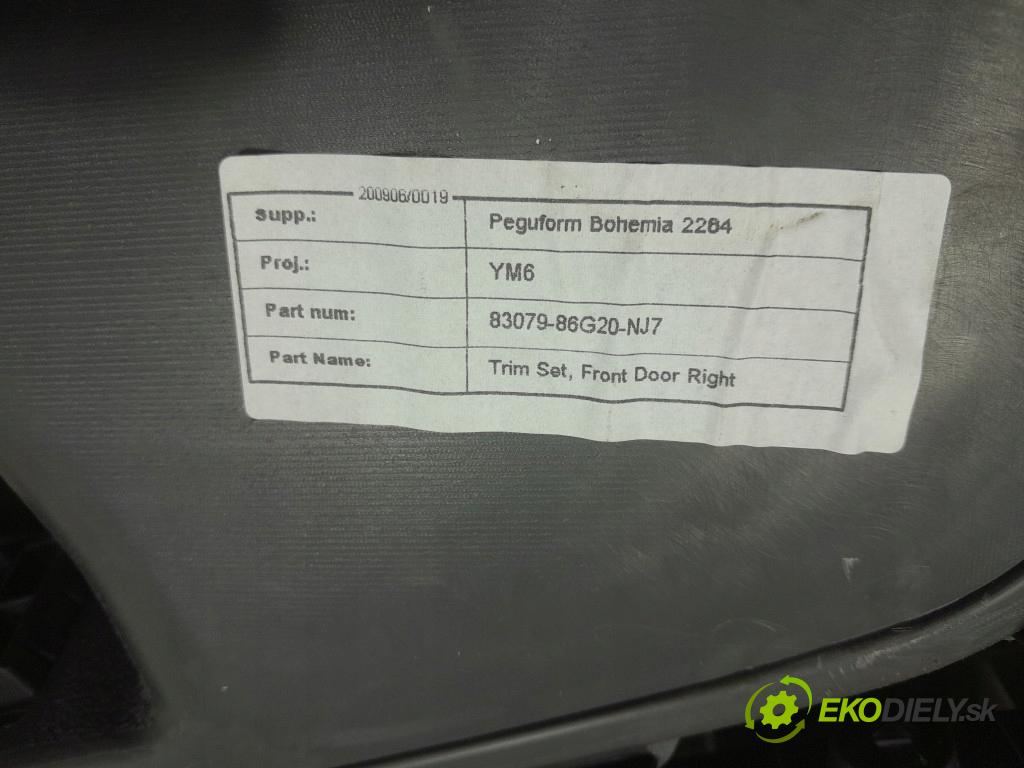 200906/0019
Supp.: Peguform Bohemia 2284
Proj.: YM6
Part num: 83079-86G20-NJ7
Part Name: Trim Set, Front Door Right
EKODIELY.sk